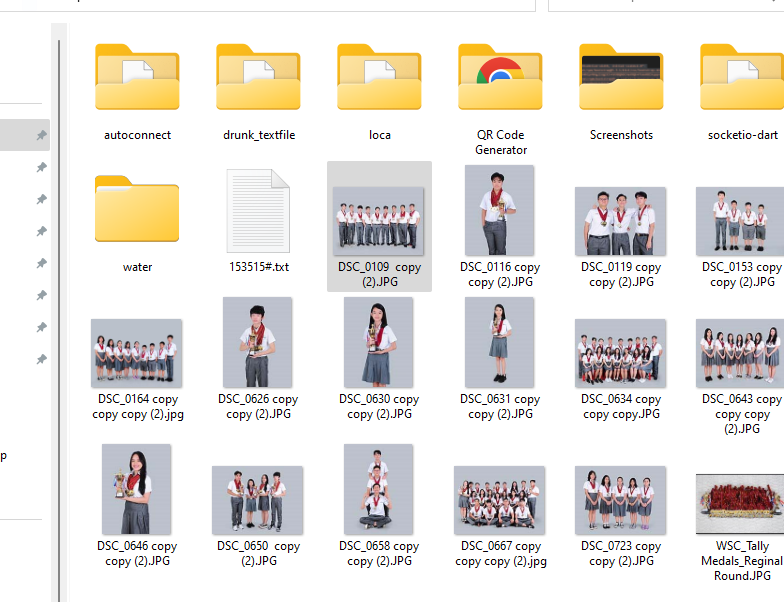 autoconnect
drunk_textfile
loca
QR Code
Generator
Screenshots
socketio-dart
water
153515#.txt
DSC_0109  copy
(2).JPG
DSC_0116 copy
copy (2).JPG
DSC_0119 copy
copy (2).JPG
DSC_0153 copy
copy (2).JPG
DSC_0164 copy
copy copy (2).jpg
DSC_0626 copy
copy (2).JPG
DSC_0630 copy
copy (2).JPG
DSC_0631 copy
copy (2).JPG
DSC_0634 copy
copy copy.JPG
DSC_0643 copy
copy copy
(2).JPG
p
DSC_0646 copy
copy (2).JPG
DSC_0650  copy
(2).JPG
DSC_0658 copy
copy (2).JPG
DSC_0667 copy
copy copy (2).jpg
DSC_0723 copy
copy (2).JPG
WSC_Tally
Medals_Reginal
Round.JPG